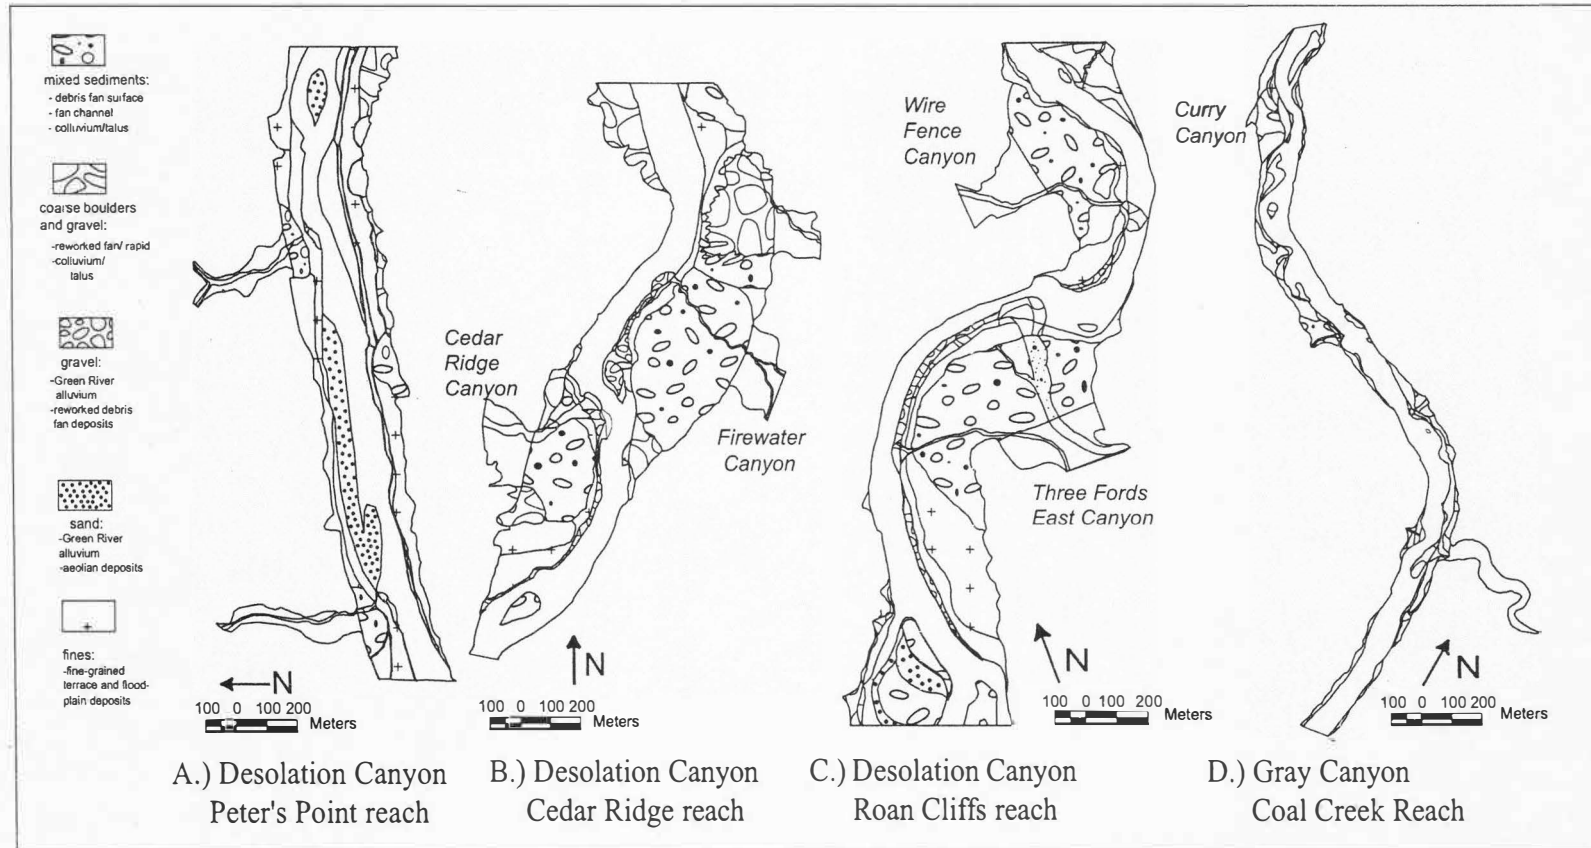 mixed sediments:
- debris fan surface
- fan channel
- colluvium/talus
coarse boulders
and gravel:
-reworked fan/ rapid
-colluvium/
talus
gravel:
-Green River
alluvium
-reworked debris
fan deposits
sand:
-Green River
alluvium
-aeolian deposits
fines:
-fine-grained
terrace and flood-
plain deposits
N
100 0 100 200
Meters
A.) Desolation Canyon
Peter's Point reach
Cedar
Ridge
Canyon
Firewater
Canyon
N
100 0 100 200
Meters
B.) Desolation Canyon
Cedar Ridge reach
Wire
Fence
Canyon
Three Fords
East Canyon
N
100 0 100 200
Meters
C.) Desolation Canyon
Roan Cliffs reach
Curry
Canyon
N
100 0 100 200
Meters
D.) Gray Canyon
Coal Creek Reach